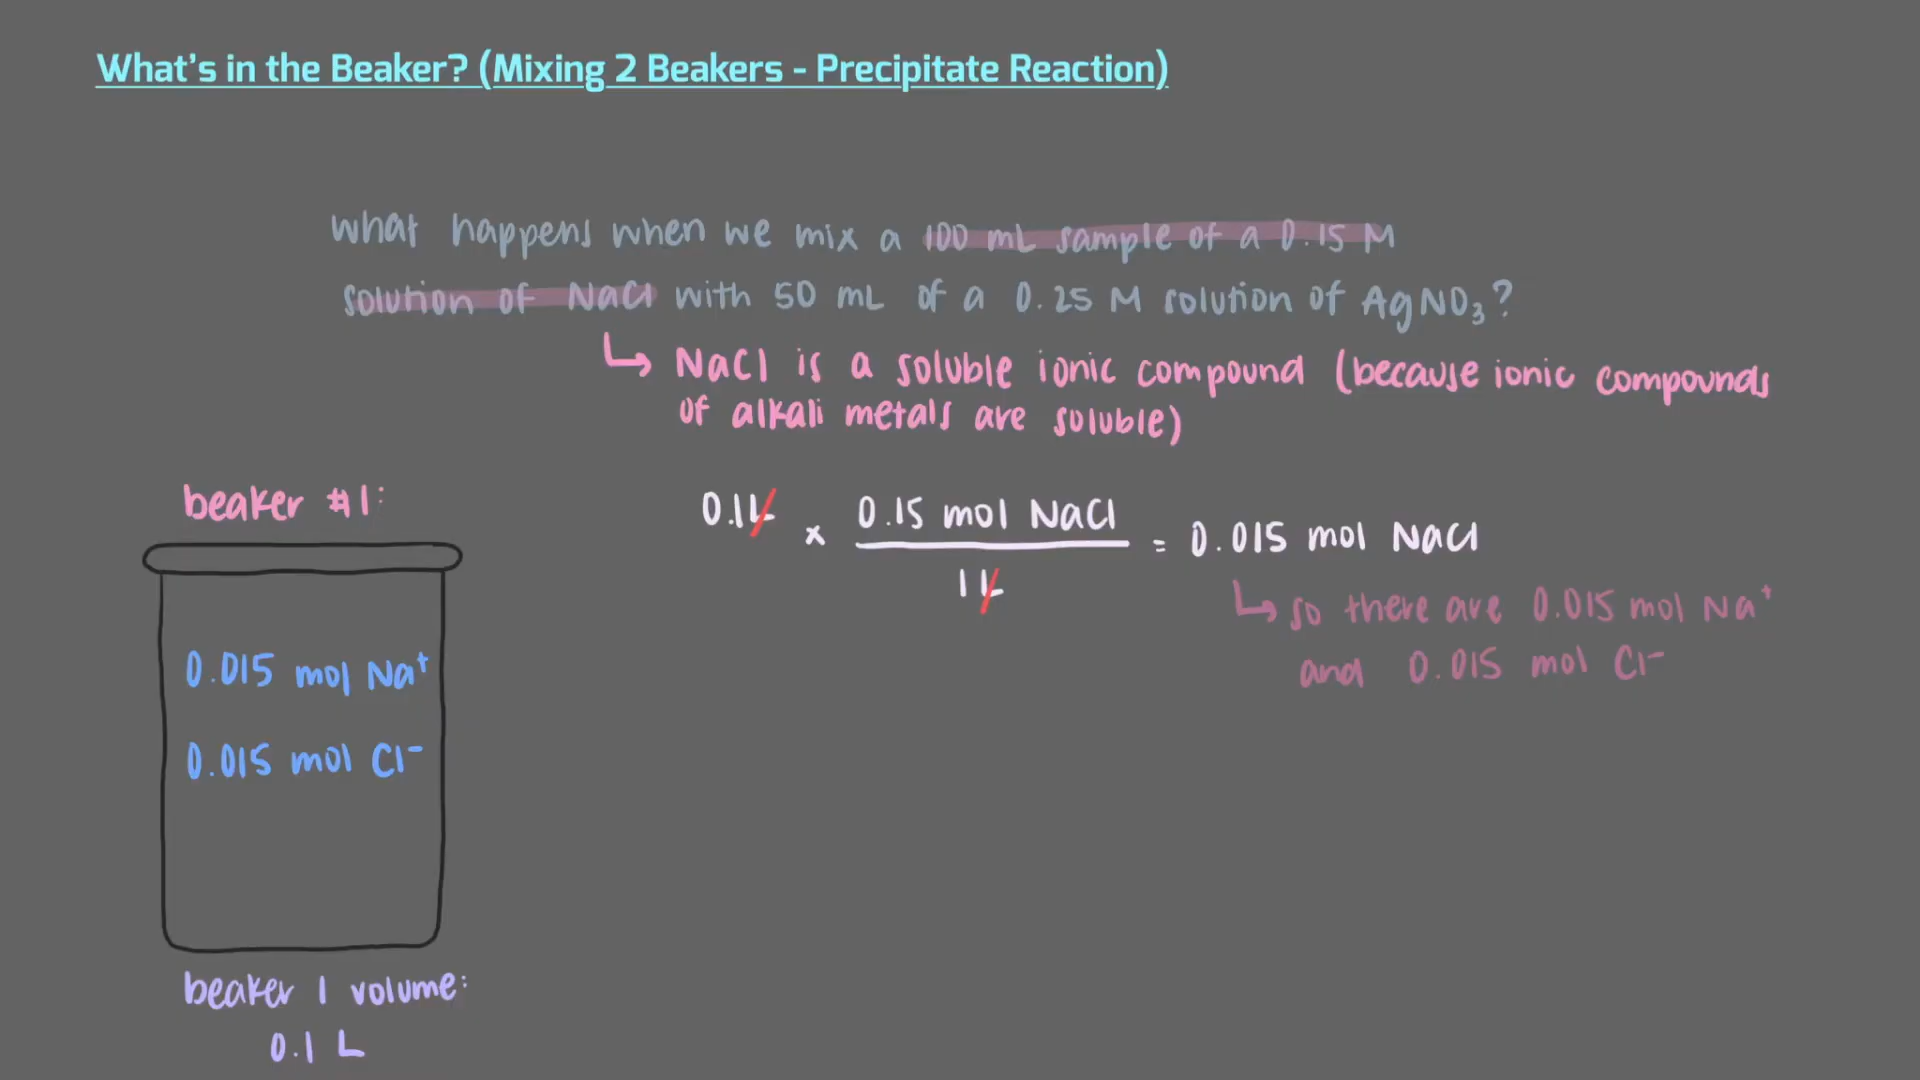 What's in the Beaker? (Mixing 2 Beakers - Precipitate Reaction)
what happens when we mix a 100 mL sample of a 0.15 M
solution of NaCl with 50 mL of a 0.25 M solution of AgNO₃?
↳ NaCl is a soluble ionic compound (because ionic compounds
of alkali metals are soluble)
beaker #1:
0.1L x 0.15 mol NaCl = 0.015 mol NaCl
1L
↳ so there are 0.015 mol Na⁺
and 0.015 mol Cl⁻
0.015 mol Na⁺
0.015 mol Cl⁻
beaker 1 volume:
0.1 L